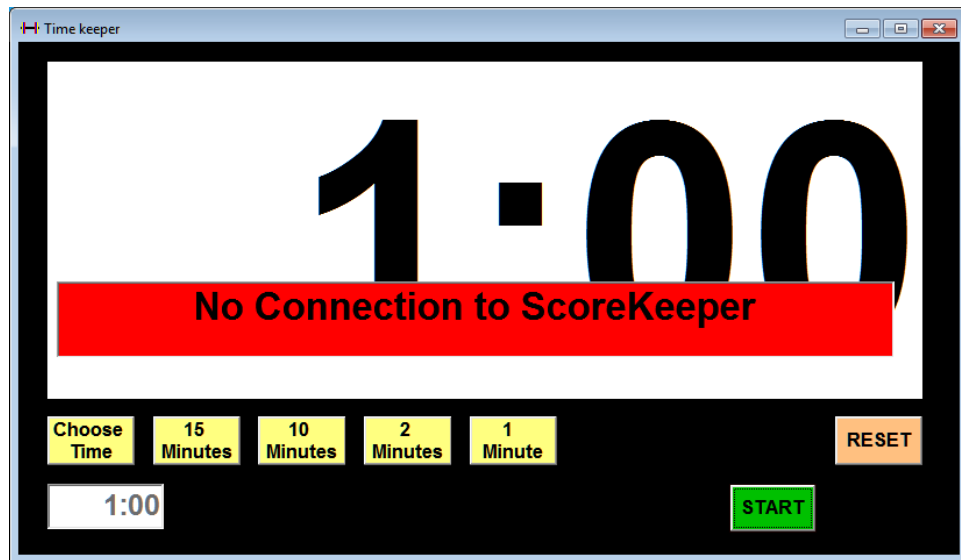 Time keeper
1:00
No Connection to ScoreKeeper
Choose
Time
15
Minutes
10
Minutes
2
Minutes
1
Minute
RESET
1:00
START